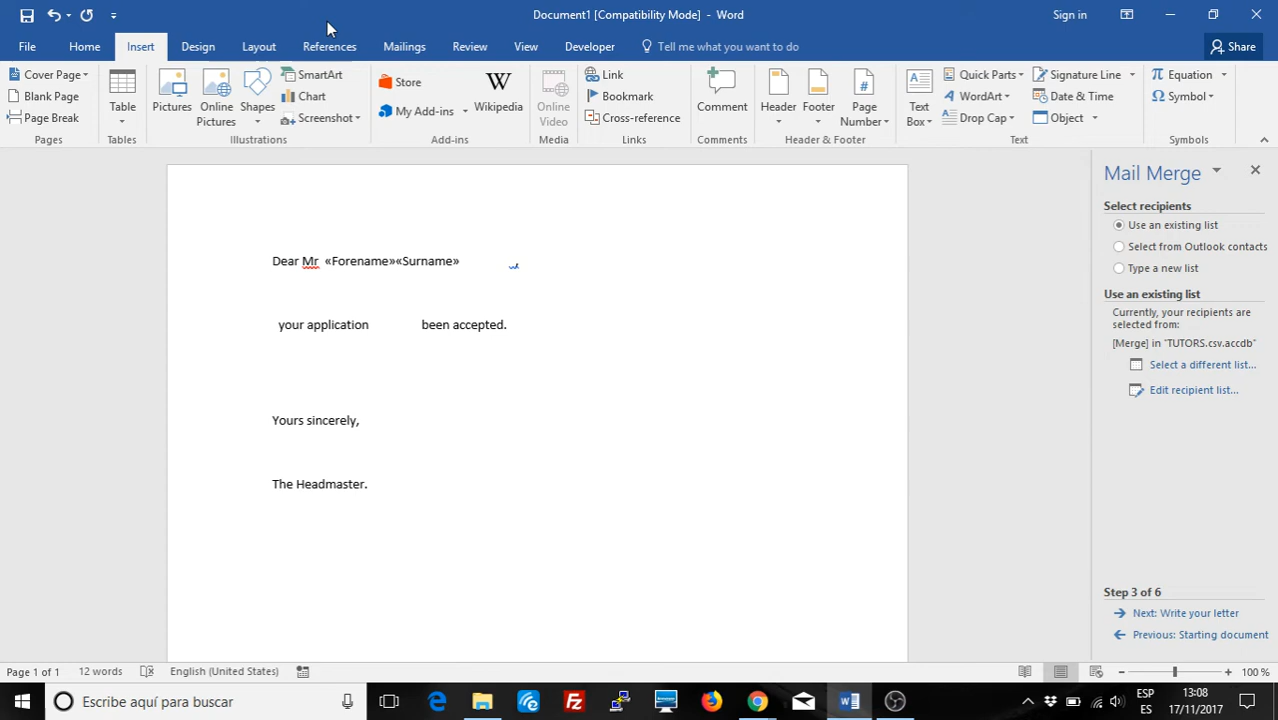 Document1 [Compatibility Mode] - Word
Sign in
File
Home
Insert
Design
Layout
References
Mailings
Review
View
Developer
Tell me what you want to do
Share
Cover Page
Blank Page
Page Break
Pages
Table
Tables
Pictures
Online Pictures
Shapes
SmartArt
Chart
Screenshot
Illustrations
Store
My Add-ins
W
Wikipedia
Add-ins
Online Video
Media
Link
Bookmark
Cross-reference
Links
Comment
Comments
Header
Footer
Page Number
Header & Footer
Text Box
Quick Parts
WordArt
Drop Cap
Signature Line
Date & Time
Object
Text
Equation
Symbol
Symbols
Dear Mr «Forename»«Surname» ,
your application been accepted.
Yours sincerely,
The Headmaster.
Mail Merge
Select recipients
Use an existing list
Select from Outlook contacts
Type a new list
Use an existing list
Currently, your recipients are
selected from:
[Merge] in "TUTORS.csv.accdb"
Select a different list...
Edit recipient list...
Step 3 of 6
Next: Write your letter
Previous: Starting document
Page 1 of 1
12 words
English (United States)
100 %
Escribe aquí para buscar
ESP
ES
13:08
17/11/2017